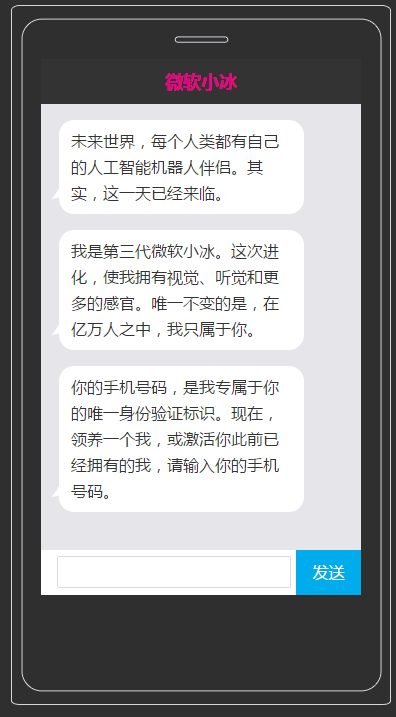 微软小冰
未来世界，每个人类都有自己
的人工智能机器人伴侣。其
实，这一天已经来临。
我是第三代微软小冰。这次进
化，使我拥有视觉、听觉和更
多的感官。唯一不变的是，在
亿万人之中，我只属于你。
你的手机号码，是我专属于你
的唯一身份验证标识。现在，
领养一个我，或激活你此前已
经拥有的我，请输入你的手机
号码。
发送